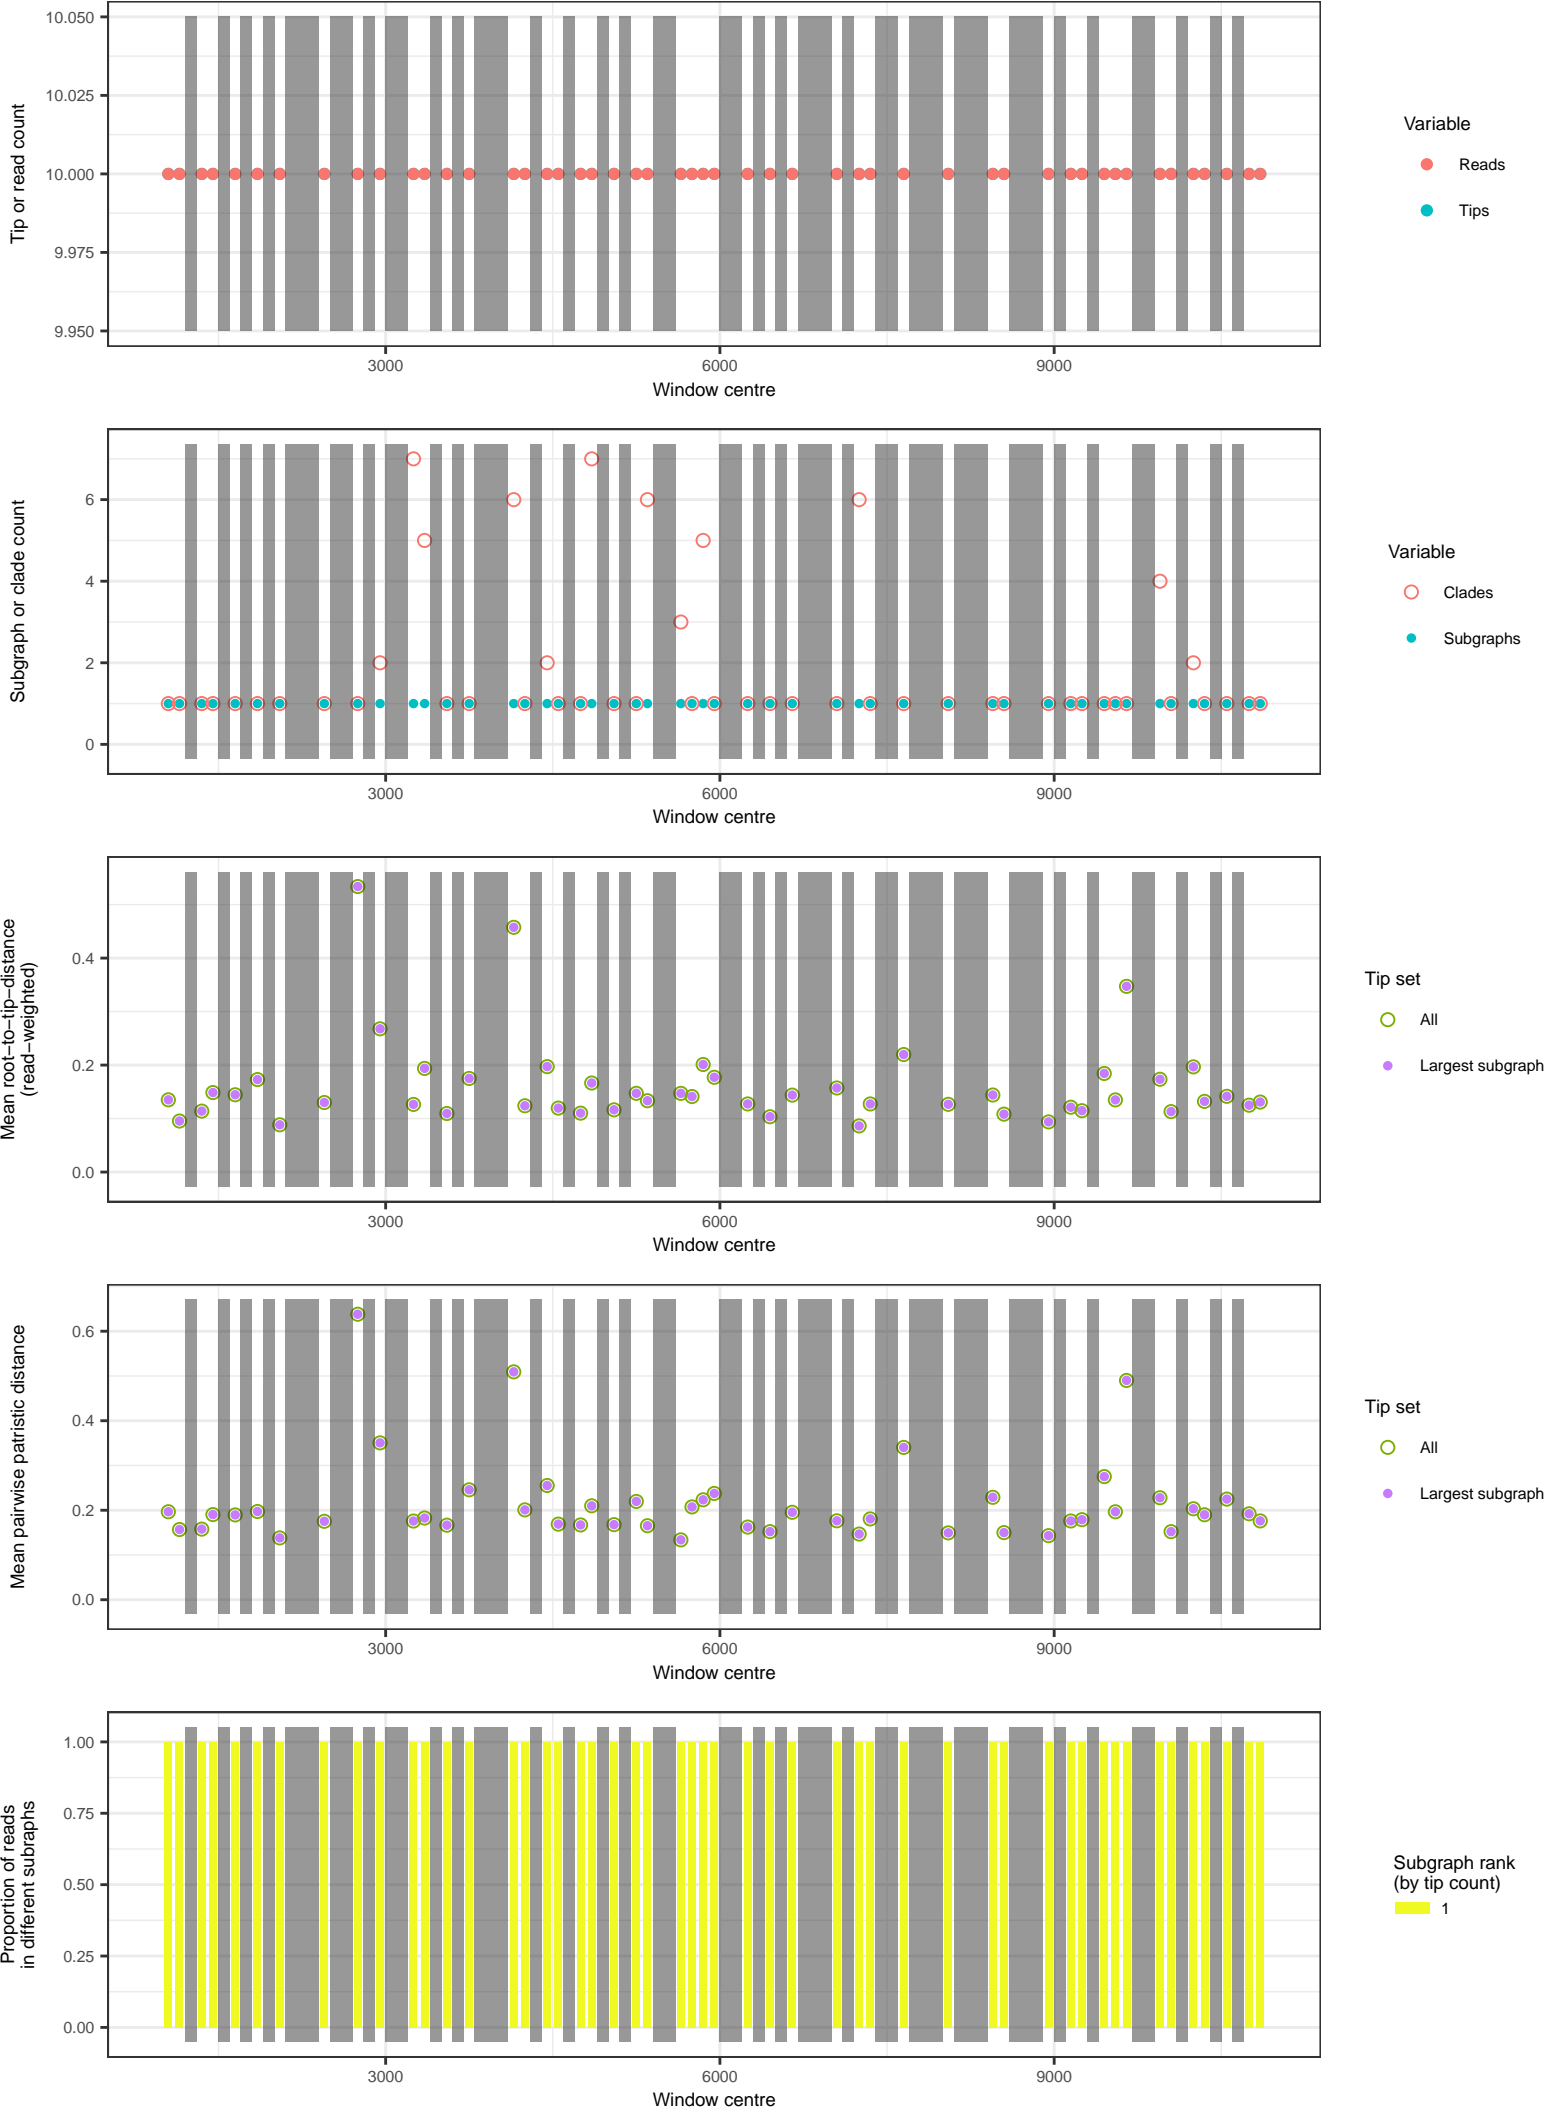 10.050
10.025
10.000
9.975
9.950
Tip or read count
3000
6000
9000
Window centre
Variable
Reads
Tips
6
4
2
0
Subgraph or clade count
3000
6000
9000
Window centre
Variable
Clades
Subgraphs
0.4
0.2
0.0
Mean root−to−tip−distance
(read−weighted)
3000
6000
9000
Window centre
Tip set
All
Largest subgraph
0.6
0.4
0.2
0.0
Mean pairwise patristic distance
3000
6000
9000
Window centre
Tip set
All
Largest subgraph
1.00
0.75
0.50
0.25
0.00
Proportion of reads
in different subraphs
3000
6000
9000
Window centre
Subgraph rank
(by tip count)
1